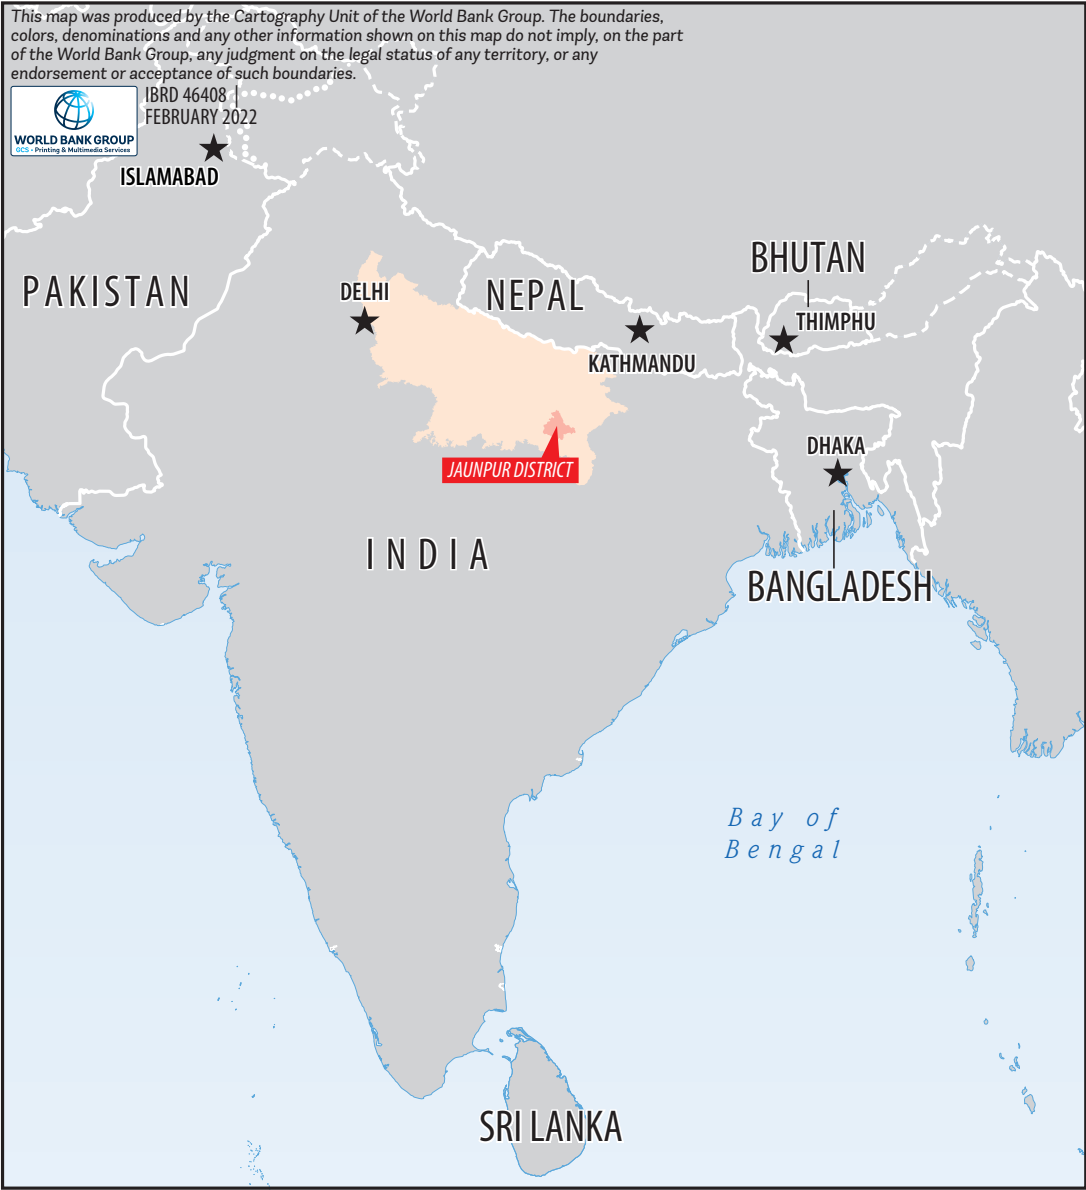 This map was produced by the Cartography Unit of the World Bank Group. The boundaries,
colors, denominations and any other information shown on this map do not imply, on the part
of the World Bank Group, any judgment on the legal status of any territory, or any
endorsement or acceptance of such boundaries.
IBRD 46408 |
FEBRUARY 2022
WORLD BANK GROUP
GCS - Printing & Multimedia Services
ISLAMABAD
BHUTAN
PAKISTAN
DELHI
NEPAL
THIMPHU
KATHMANDU
DHAKA
JAUNPUR DISTRICT
INDIA
BANGLADESH
Bay of
Bengal
SRI LANKA